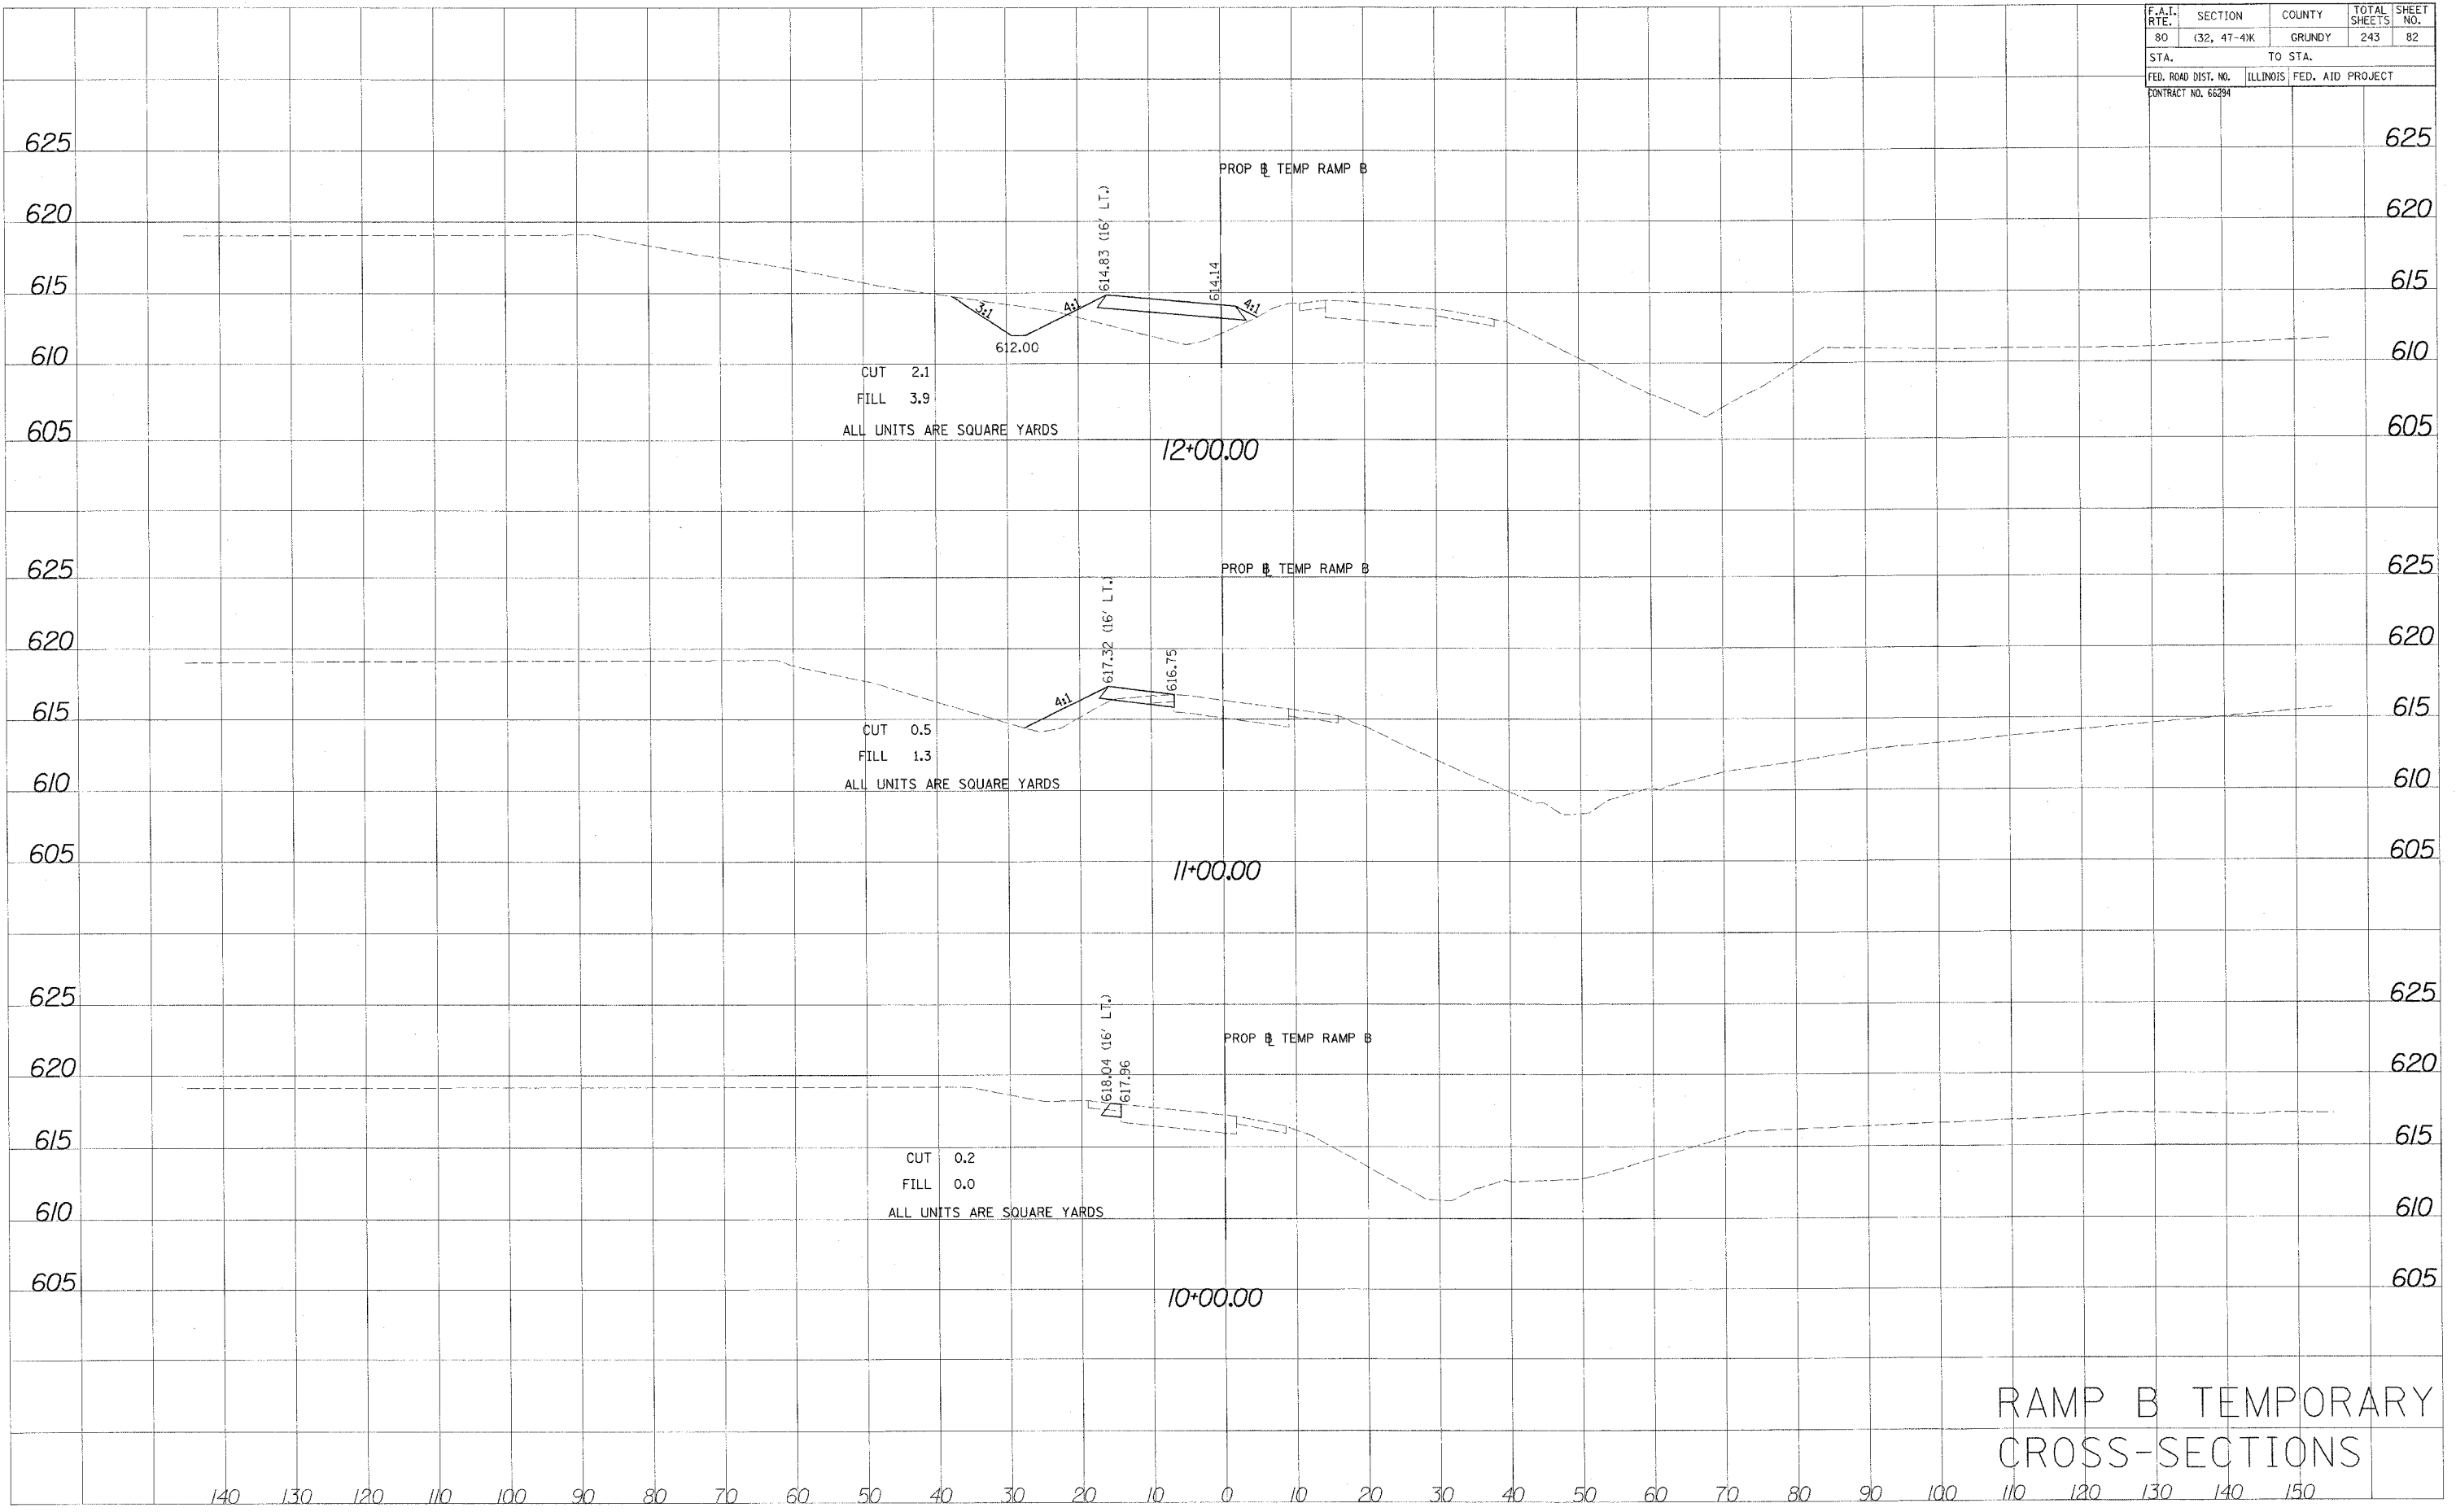 F.A.I. RTE. SECTION COUNTY TOTAL SHEETS SHEET NO.
80 (32, 47-4)K GRUNDY 243 82
STA. TO STA.
FED. ROAD DIST. NO. ILLINOIS FED. AID PROJECT
CONTRACT NO. 66294
625 625
PROP ℄ TEMP RAMP B
620 620
614.83 (16' LT.)
614.14
615 615
3:1 4:1 4:1
612.00
610 610
CUT 2.1
FILL 3.9
ALL UNITS ARE SQUARE YARDS
605 605
12+00.00
625 625
PROP ℄ TEMP RAMP B
620 620
617.32 (16' LT.)
616.75
4:1
615 615
CUT 0.5
FILL 1.3
ALL UNITS ARE SQUARE YARDS
610 610
605 605
11+00.00
625 625
PROP ℄ TEMP RAMP B
620 620
618.04 (16' LT.)
617.96
615 615
CUT 0.2
FILL 0.0
ALL UNITS ARE SQUARE YARDS
610 610
605 605
10+00.00
RAMP B TEMPORARY
CROSS-SECTIONS
140 130 120 110 100 90 80 70 60 50 40 30 20 10 0 10 20 30 40 50 60 70 80 90 100 110 120 130 140 150